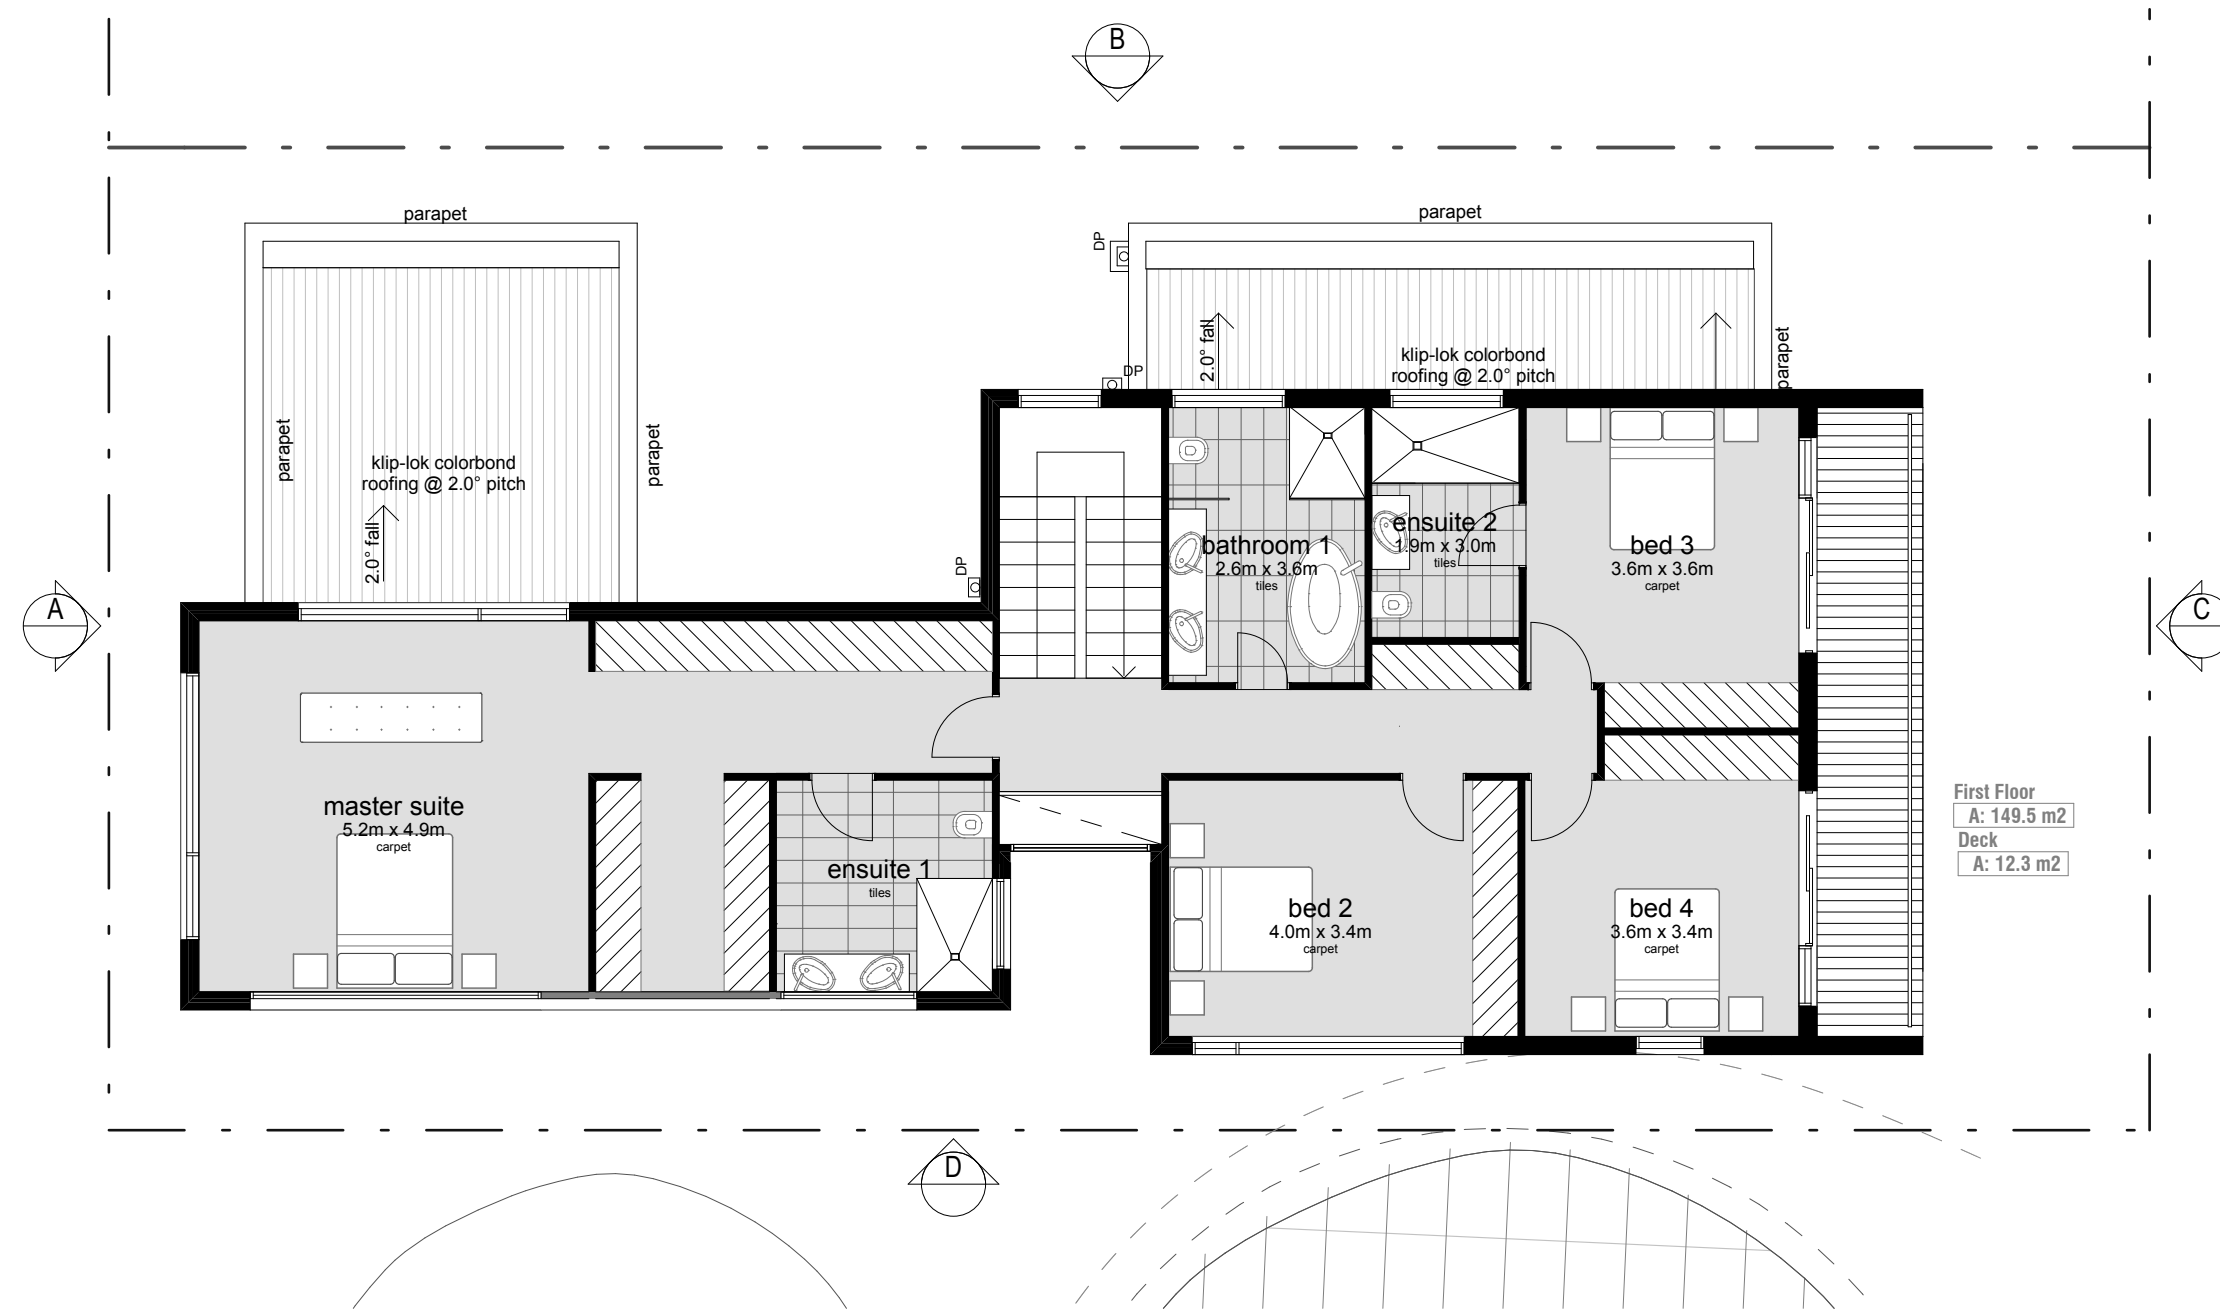 B
parapet
parapet
DP
2.0° fall
klip-lok colorbond
roofing @ 2.0° pitch
parapet
DP
parapet
parapet
klip-lok colorbond
roofing @ 2.0° pitch
2.0° fall
DP
A
C
bathroom 1
2.6m x 3.6m
tiles
ensuite 2
1.9m x 3.0m
tiles
bed 3
3.6m x 3.6m
carpet
master suite
5.2m x 4.9m
carpet
ensuite 1
tiles
bed 2
4.0m x 3.4m
carpet
bed 4
3.6m x 3.4m
carpet
First Floor
A: 149.5 m2
Deck
A: 12.3 m2
D